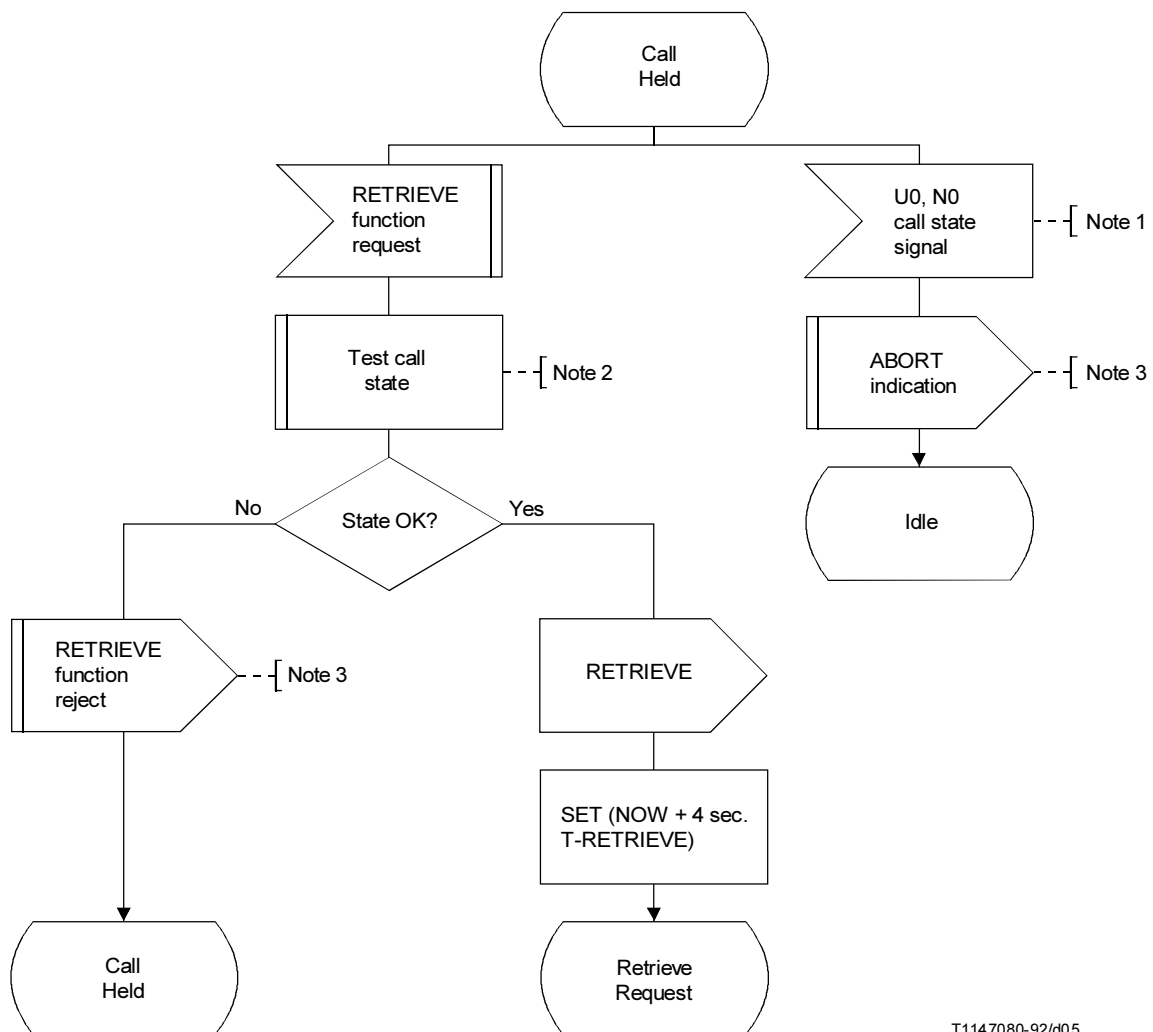 Call
Held
RETRIEVE
function
request
U0, N0
call state
signal
Note 1
Test call
state
Note 2
ABORT
indication
Note 3
No
State OK?
Yes
Idle
RETRIEVE
function
reject
Note 3
RETRIEVE
SET (NOW + 4 sec.
T-RETRIEVE)
Call
Held
Retrieve
Request
T1147080-92/d05